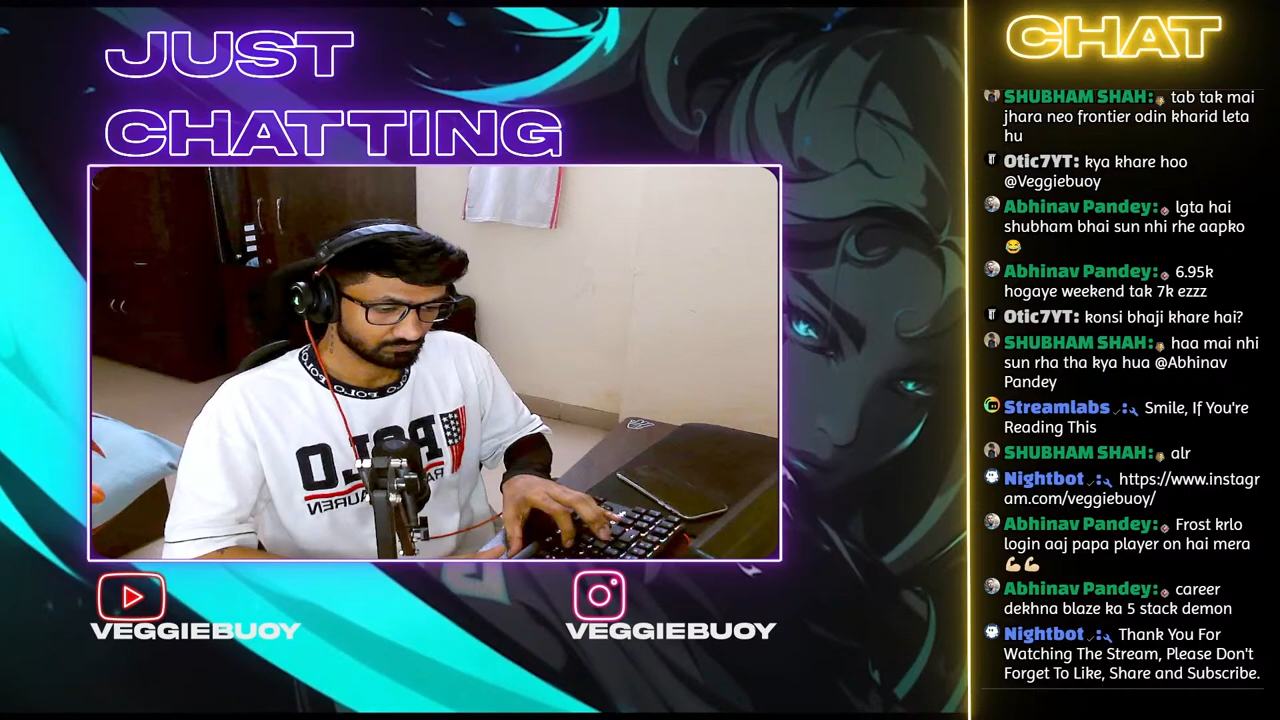 JUST
CHATTING
VEGGIEBUOY
VEGGIEBUOY
CHAT
SHUBHAM SHAH: tab tak mai
jhara neo frontier odin kharid leta
hu
Otic7YT: kya khare hoo
@Veggiebuoy
Abhinav Pandey: lgta hai
shubham bhai sun nhi rhe aapko
😂
Abhinav Pandey: 6.95k
hogaye weekend tak 7k ezzz
Otic7YT: konsi bhaji khare hai?
SHUBHAM SHAH: haa mai nhi
sun rha tha kya hua @Abhinav
Pandey
Streamlabs : Smile, If You're
Reading This
SHUBHAM SHAH: alr
Nightbot : https://www.instagr
am.com/veggiebuoy/
Abhinav Pandey: Frost krlo
login aaj papa player on hai mera
💪🏻💪🏻
Abhinav Pandey: career
dekhna blaze ka 5 stack demon
Nightbot : Thank You For
Watching The Stream, Please Don't
Forget To Like, Share and Subscribe.